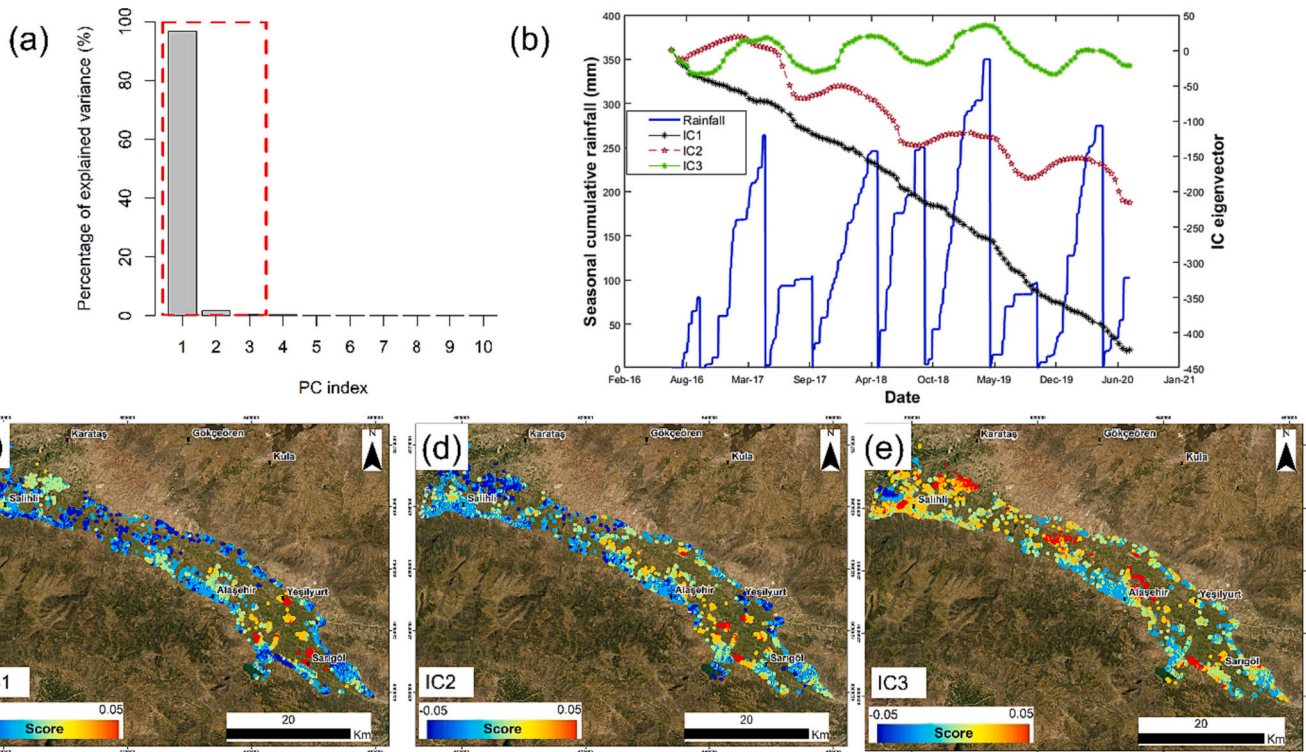 (a)
Percentage of explained variance (%)
100
80
60
40
20
0
1 2 3 4 5 6 7 8 9 10
PC index
(b)
Seasonal cumulative rainfall (mm)
400
350
300
250
200
150
100
50
0
Rainfall
IC1
IC2
IC3
50
0
-50
-100
-150
-200
-250
-300
-350
-400
-450
IC eigenvector
Feb-16 Aug-16 Mar-17 Sep-17 Apr-18 Oct-18 May-19 Dec-19 Jun-20 Jan-21
Date
)
Karataş
Gökçeören
Kula
N
Salihli
Alaşehir
Yeşilyurt
Sarıgöl
1
0.05
Score
20
Km
(d)
Karataş
Gökçeören
Kula
N
Salihli
Alaşehir
Yeşilyurt
Sarıgöl
IC2
-0.05 0.05
Score
20
Km
(e)
Karataş
Gökçeören
Kula
N
Salihli
Alaşehir
Yeşilyurt
Sarıgöl
IC3
-0.05 0.05
Score
20
Km